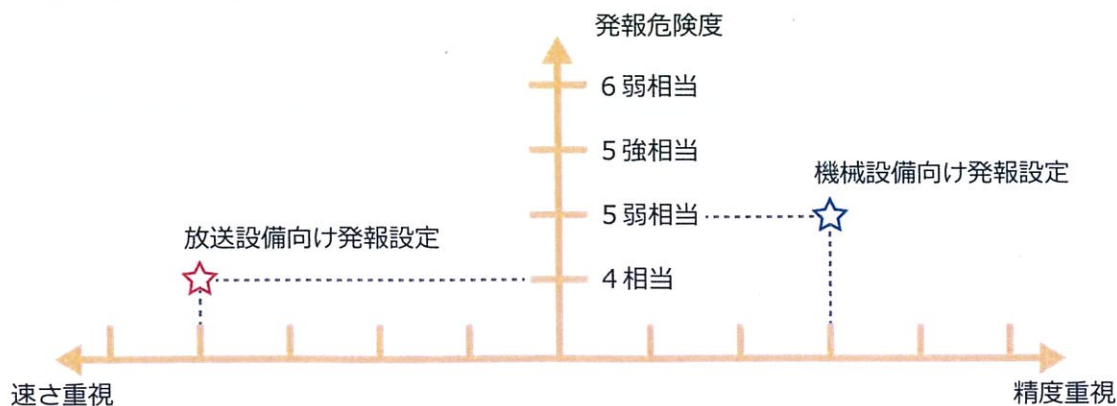 発報危険度
6弱相当
5強相当
機械設備向け発報設定
5弱相当
放送設備向け発報設定
4相当
速さ重視
精度重視